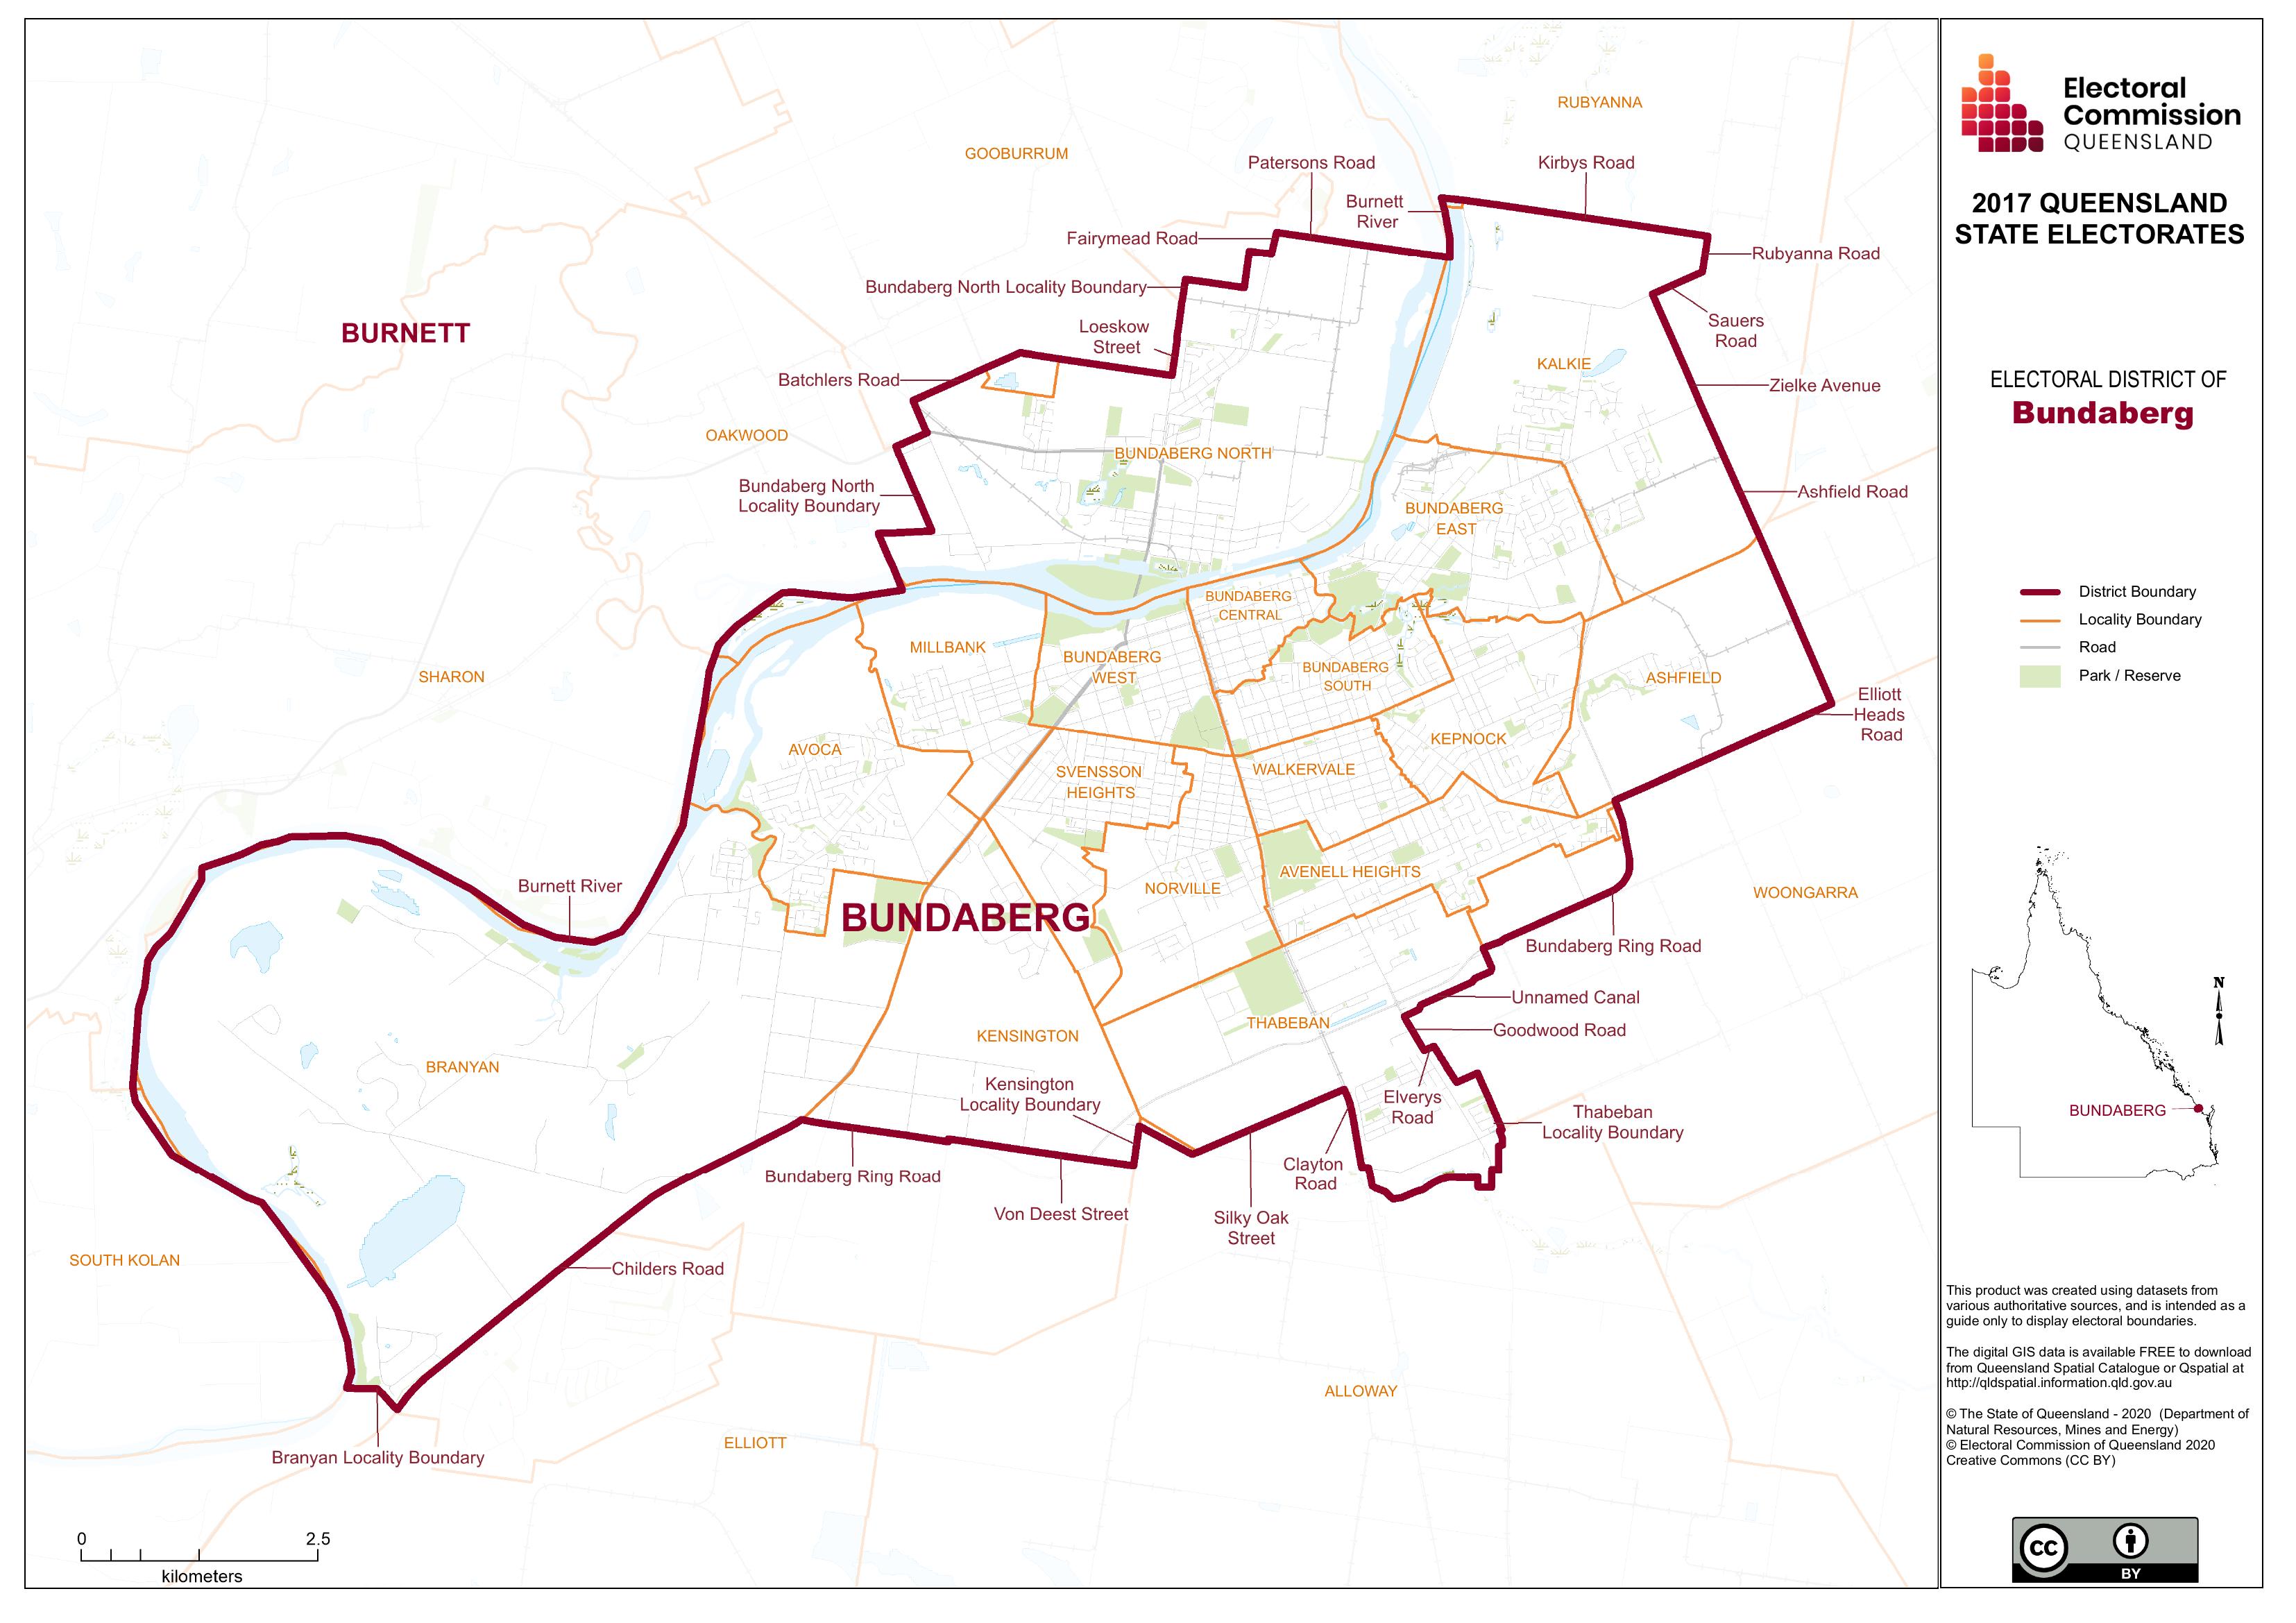 RUBYANNA
GOOBURRUM
Patersons Road
Kirbys Road
Burnett
River
Fairymead Road
Rubyanna Road
Bundaberg North Locality Boundary
Loeskow
Street
Sauers
Road
BURNETT
KALKIE
Batchlers Road
Zielke Avenue
OAKWOOD
BUNDABERG NORTH
Bundaberg North
Locality Boundary
Ashfield Road
BUNDABERG
EAST
BUNDABERG
CENTRAL
MILLBANK
BUNDABERG
WEST
BUNDABERG
SOUTH
SHARON
ASHFIELD
Elliott
Heads
Road
AVOCA
KEPNOCK
SVENSSON
HEIGHTS
WALKERVALE
AVENELL HEIGHTS
NORVILLE
WOONGARRA
Burnett River
BUNDABERG
Bundaberg Ring Road
Unnamed Canal
THABEBAN
Goodwood Road
KENSINGTON
BRANYAN
Kensington
Locality Boundary
Elverys
Road
Thabeban
Locality Boundary
Bundaberg Ring Road
Clayton
Road
Von Deest Street
Silky Oak
Street
SOUTH KOLAN
Childers Road
ALLOWAY
ELLIOTT
Branyan Locality Boundary
0 2.5
kilometers
Electoral
Commission
QUEENSLAND
2017 QUEENSLAND
STATE ELECTORATES
ELECTORAL DISTRICT OF
Bundaberg
District Boundary
Locality Boundary
Road
Park / Reserve
N
BUNDABERG
This product was created using datasets from
various authoritative sources, and is intended as a
guide only to display electoral boundaries.
The digital GIS data is available FREE to download
from Queensland Spatial Catalogue or Qspatial at
http://qldspatial.information.qld.gov.au
© The State of Queensland - 2020 (Department of
Natural Resources, Mines and Energy)
© Electoral Commission of Queensland 2020
Creative Commons (CC BY)
CC
BY